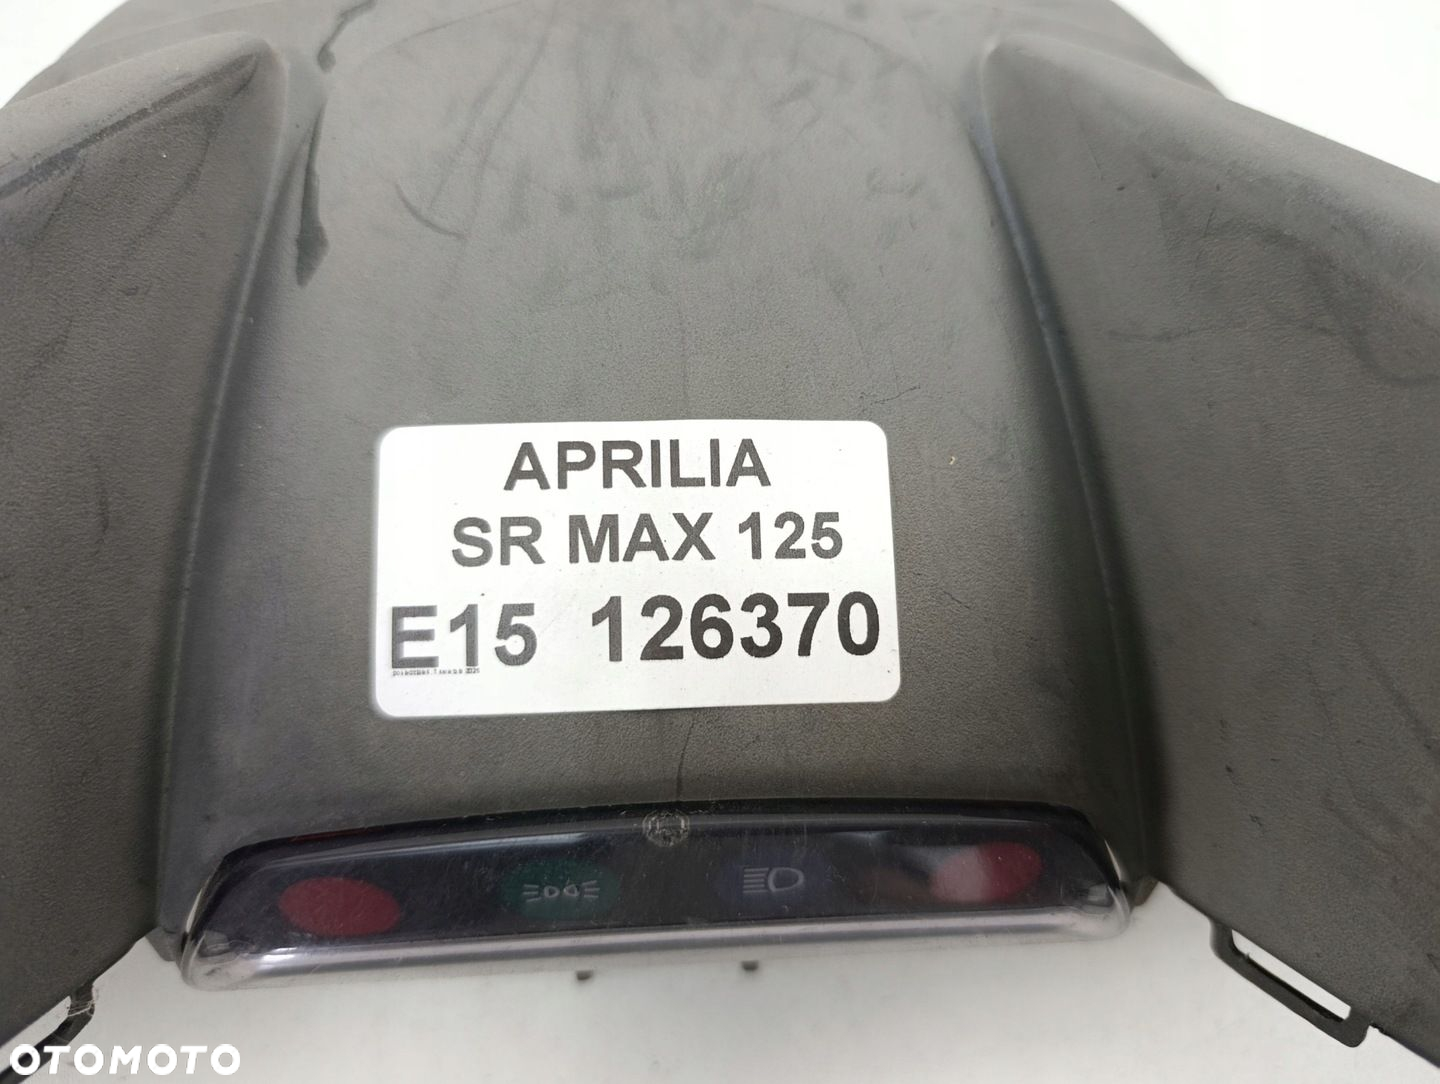 APRILIA
SR MAX 125
E15 126370
OTOMOTO